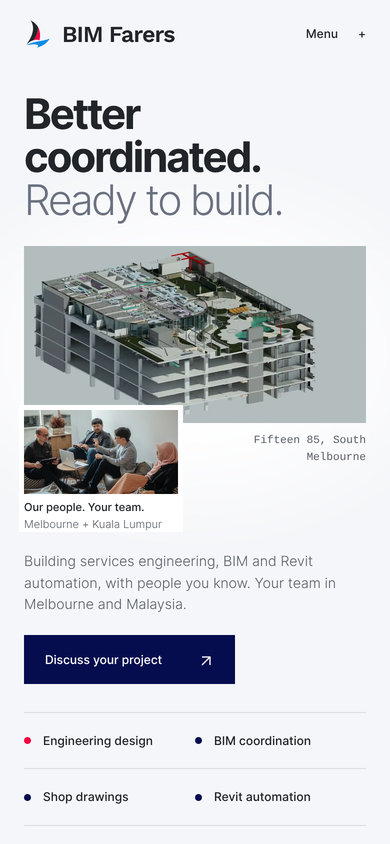 BIM Farers
Menu +
Better
coordinated.
Ready to build.
Fifteen 85, South
Melbourne
Our people. Your team.
Melbourne + Kuala Lumpur
Building services engineering, BIM and Revit
automation, with people you know. Your team in
Melbourne and Malaysia.
Discuss your project
Engineering design
BIM coordination
Shop drawings
Revit automation